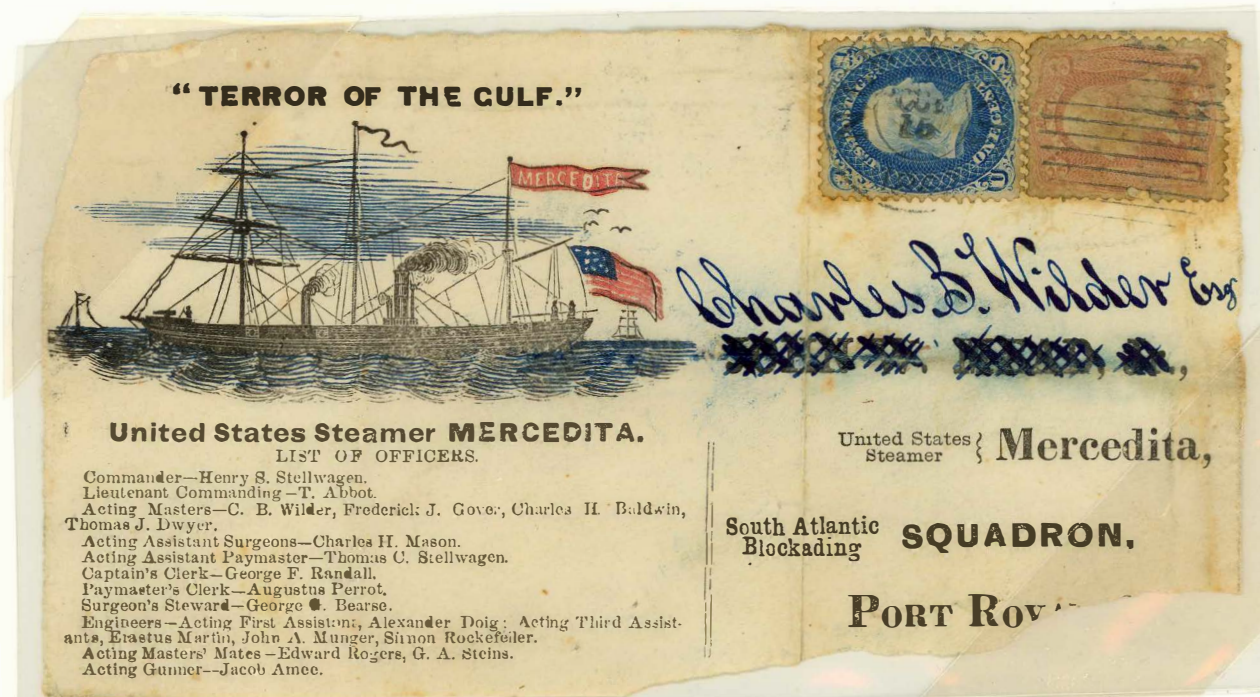 "TERROR OF THE GULF."
MERCEDITA
United States Steamer MERCEDITA.
LIST OF OFFICERS.
Commander—Henry S. Stellwagen.
Lieutenant Commanding—T. Abbot.
Acting Masters—C. B. Wilder, Frederick J. Gover, Charles H. Baldwin,
Thomas J. Dwyer.
Acting Assistant Surgeons—Charles H. Mason.
Acting Assistant Paymaster—Thomas C. Stellwagen.
Captain's Clerk—George F. Randall.
Paymaster's Clerk—Augustus Perrot.
Surgeon's Steward—George G. Bearse.
Engineers—Acting First Assistant, Alexander Doig; Acting Third Assist-
ants, Erastus Martin, John A. Munger, Simon Rockefeller.
Acting Masters' Mates—Edward Rogers, G. A. Steins.
Acting Gunner—Jacob Amee.
Charles B. Wilder Esq
United States
Steamer } Mercedita,
South Atlantic
Blockading SQUADRON,
PORT